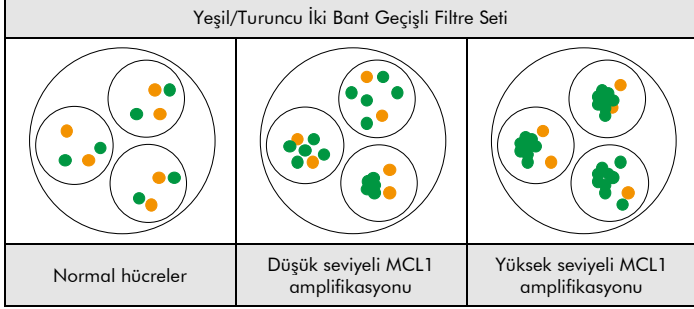 Yeşil/Turuncu İki Bant Geçişli Filtre Seti
Normal hücreler
Düşük seviyeli MCL1
amplifikasyonu
Yüksek seviyeli MCL1
amplifikasyonu